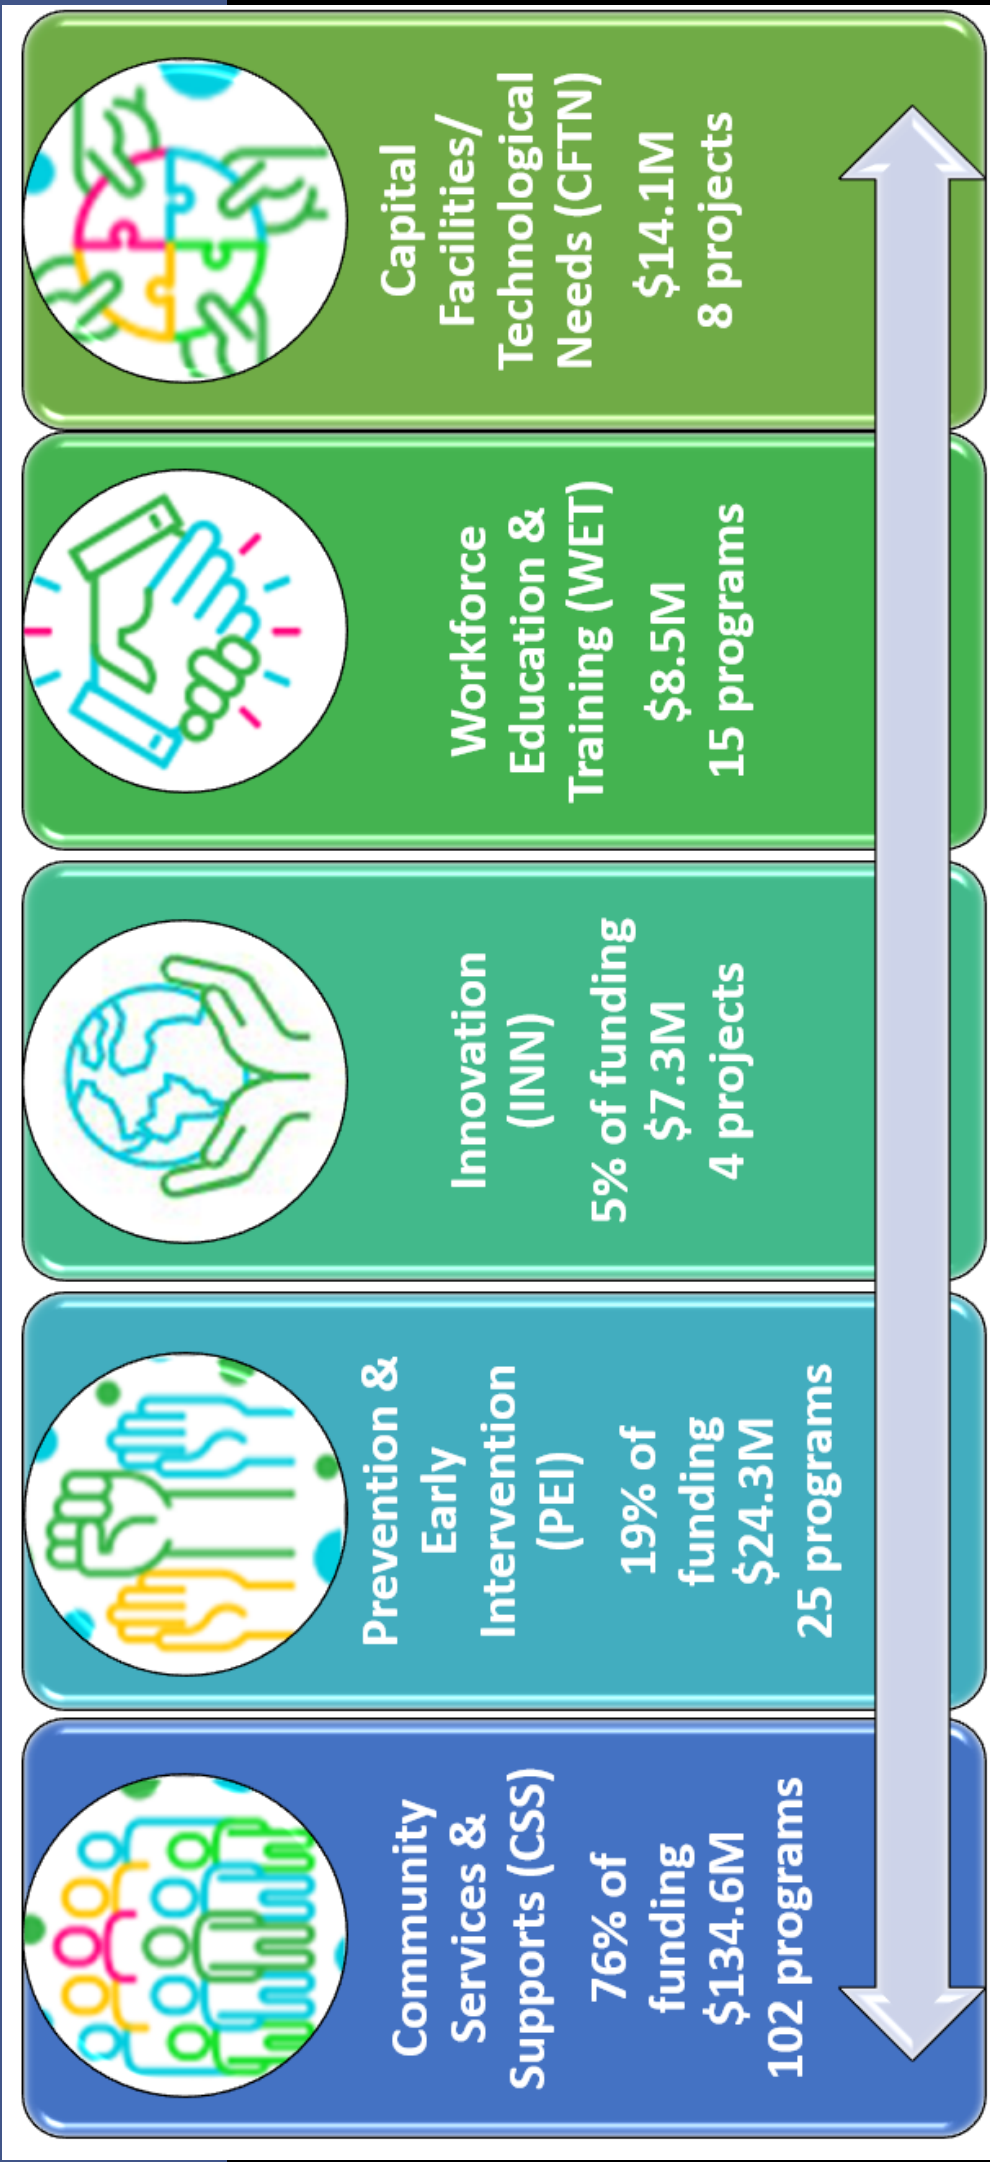 Community
Services &
Supports (CSS)
76% of
funding
$134.6M
102 programs
Prevention &
Early
Intervention
(PEI)
19% of
funding
$24.3M
25 programs
Innovation
(INN)
5% of funding
$7.3M
4 projects
Workforce
Education &
Training (WET)
$8.5M
15 programs
Capital
Facilities/
Technological
Needs (CFTN)
$14.1M
8 projects